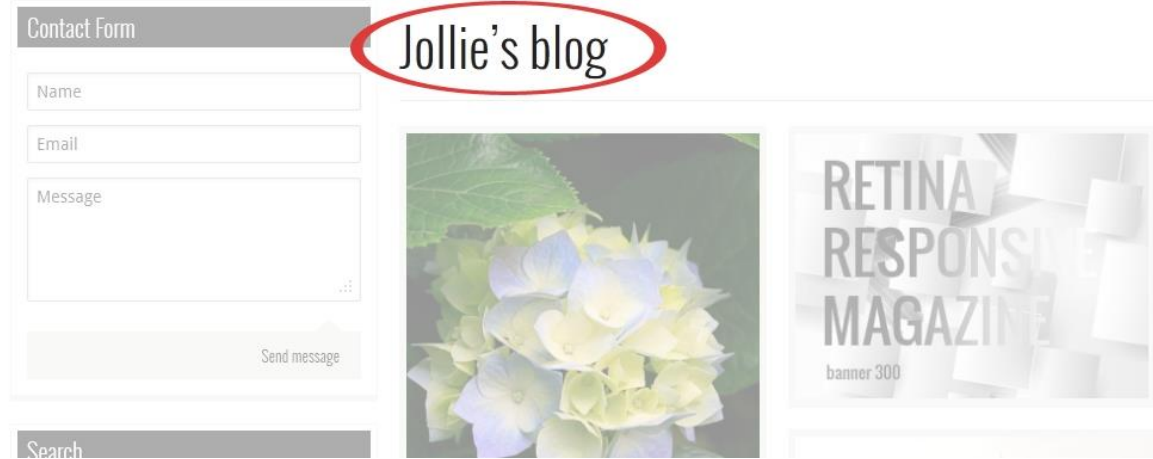 Contact Form
Name
Email
Message
Send message
Search
Jollie's blog
RETINA
RESPONSIVE
MAGAZINE
banner 300